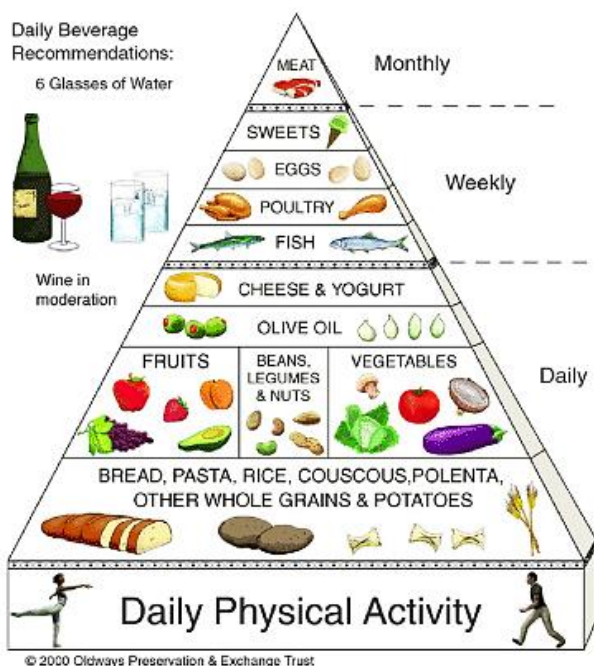 Daily Beverage
Recommendations:
6 Glasses of Water
Wine in
moderation
MEAT
Monthly
SWEETS
EGGS
Weekly
POULTRY
FISH
CHEESE & YOGURT
OLIVE OIL
FRUITS
BEANS,
LEGUMES
& NUTS
VEGETABLES
Daily
BREAD, PASTA, RICE, COUSCOUS,POLENTA,
OTHER WHOLE GRAINS & POTATOES
Daily Physical Activity
© 2000 Oldways Preservation & Exchange Trust